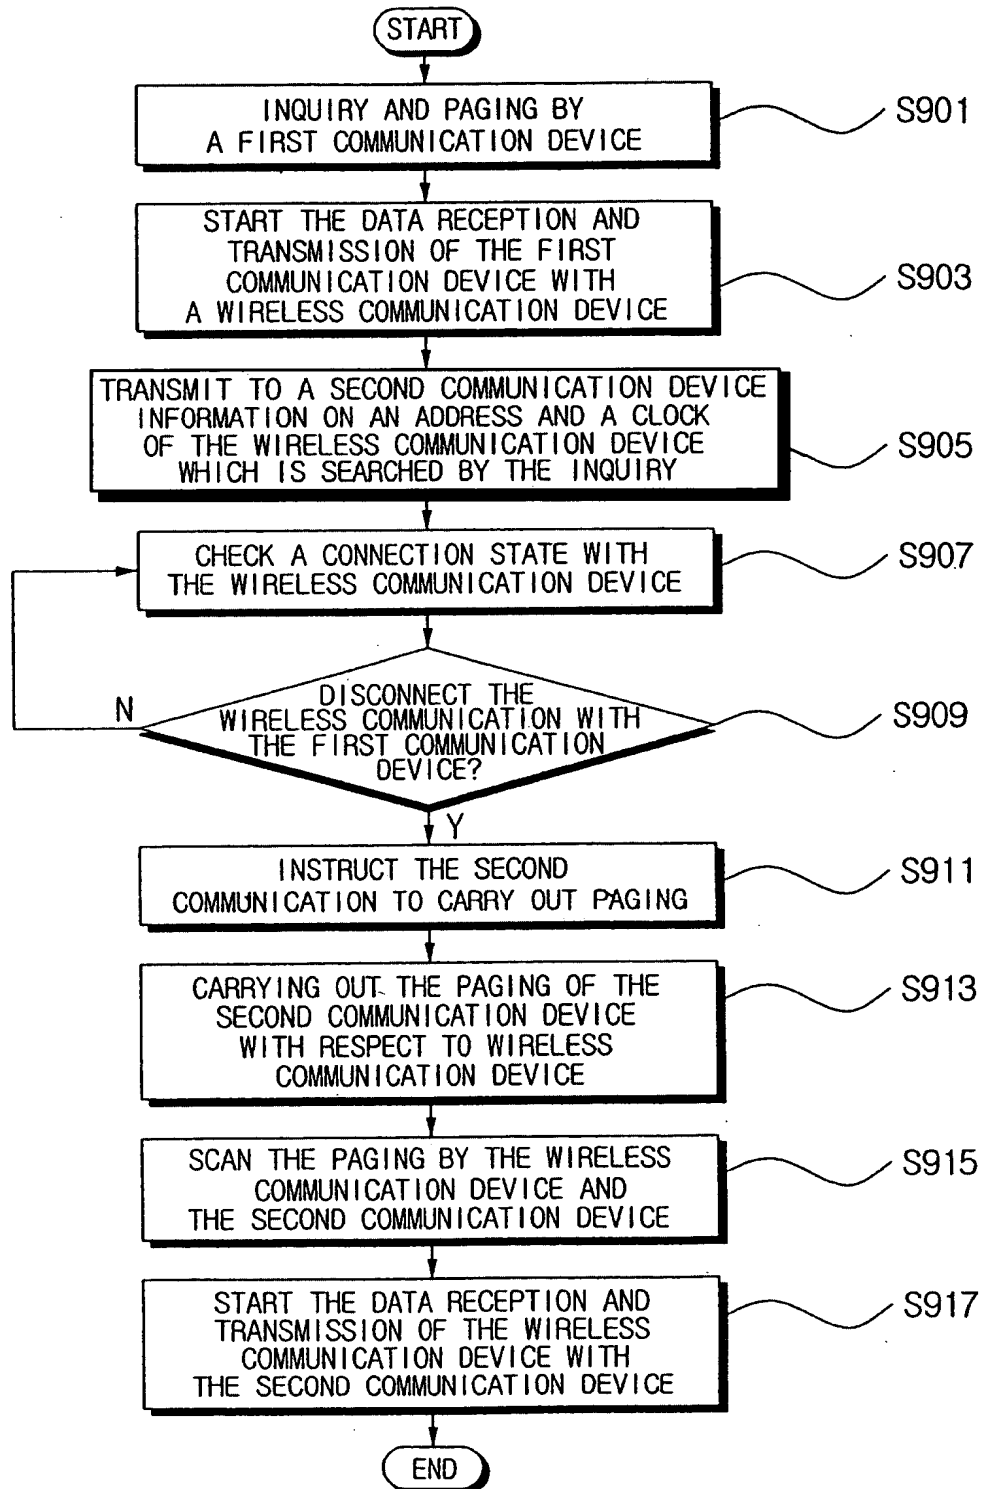 START
INQUIRY AND PAGING BY
A FIRST COMMUNICATION DEVICE
S901
START THE DATA RECEPTION AND
TRANSMISSION OF THE FIRST
COMMUNICATION DEVICE WITH
A WIRELESS COMMUNICATION DEVICE
S903
TRANSMIT TO A SECOND COMMUNICATION DEVICE
INFORMATION ON AN ADDRESS AND A CLOCK
OF THE WIRELESS COMMUNICATION DEVICE
WHICH IS SEARCHED BY THE INQUIRY
S905
CHECK A CONNECTION STATE WITH
THE WIRELESS COMMUNICATION DEVICE
S907
DISCONNECT THE
WIRELESS COMMUNICATION WITH
THE FIRST COMMUNICATION
DEVICE?
N
S909
Y
INSTRUCT THE SECOND
COMMUNICATION TO CARRY OUT PAGING
S911
CARRYING OUT THE PAGING OF THE
SECOND COMMUNICATION DEVICE
WITH RESPECT TO WIRELESS
COMMUNICATION DEVICE
S913
SCAN THE PAGING BY THE WIRELESS
COMMUNICATION DEVICE AND
THE SECOND COMMUNICATION DEVICE
S915
START THE DATA RECEPTION AND
TRANSMISSION OF THE WIRELESS
COMMUNICATION DEVICE WITH
THE SECOND COMMUNICATION DEVICE
S917
END